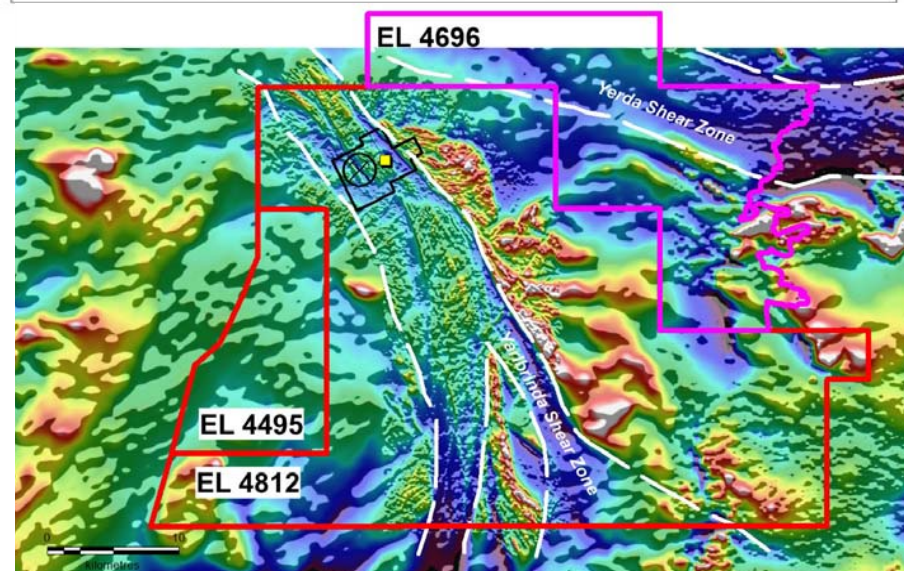 EL 4696
Yerda Shear Zone
Yarlbrinda Shear Zone
EL 4495
EL 4812
0 10
kilometres